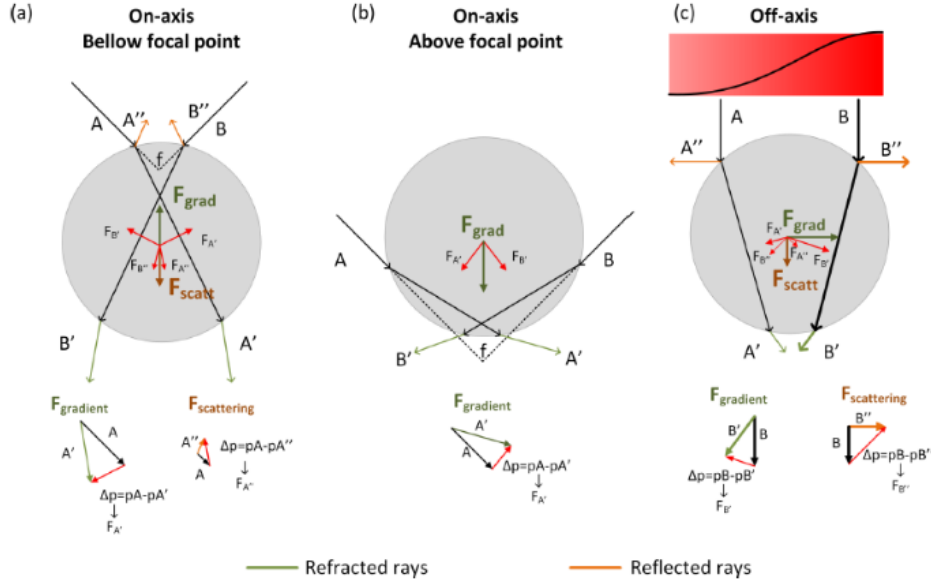 (a) On-axis
Bellow focal point
A
A''
B''
B
f
F_grad
F_B'
F_A'
F_B''
F_A''
F_scatt
B'
A'
F_gradient
A
A'
Δp=pA-pA'
↓
F_A'
F_scattering
A''
A
Δp=pA-pA''
↓
F_A''
(b) On-axis
Above focal point
F_grad
A
F_A'
F_B'
B
B'
f
A'
F_gradient
A'
A
Δp=pA-pA'
↓
F_A'
(c) Off-axis
A
B
A''
B''
F_A'
F_grad
F_B''
F_A''
F_B'
F_scatt
A'
B'
F_gradient
B'
B
Δp=pB-pB'
↓
F_B'
F_scattering
B''
B
Δp=pB-pB''
↓
F_B''
Refracted rays
Reflected rays